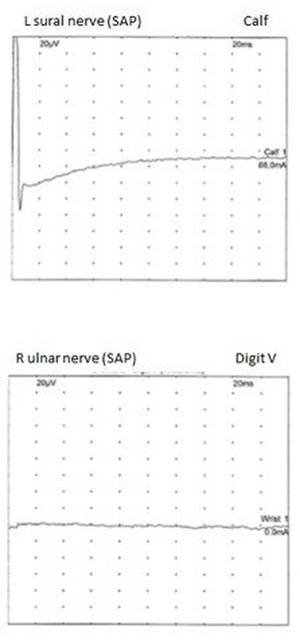 L sural nerve (SAP) Calf
20µV 20ms
Calf 1
88.0mA
R ulnar nerve (SAP) Digit V
20µV 20ms
Wrist 1
0.0mA